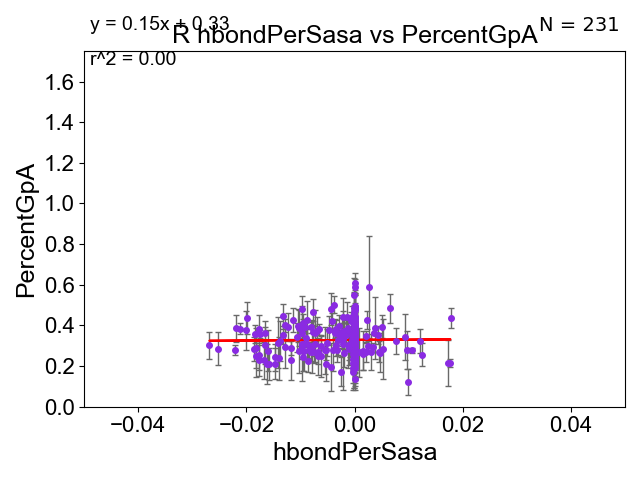 y = 0.15x + 0.33
R hbondPerSasa vs PercentGpA
N = 231
r^2 = 0.00
PercentGpA
1.6
1.4
1.2
1.0
0.8
0.6
0.4
0.2
0.0
−0.04 −0.02 0.00 0.02 0.04
hbondPerSasa